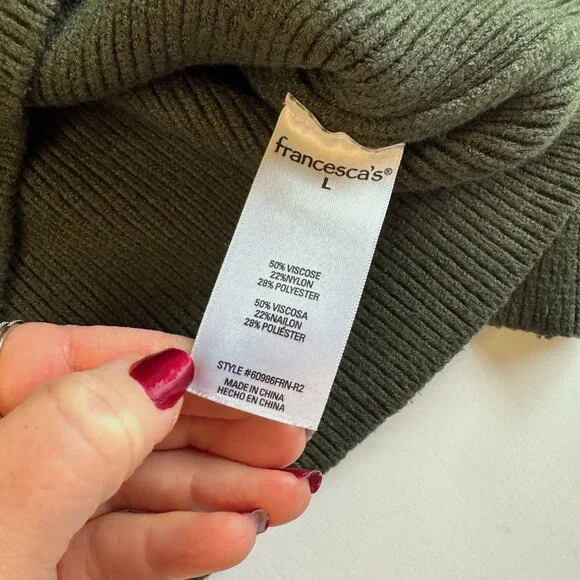 francesca's®
L
50% VISCOSE
22%NYLON
28% POLYESTER
50% VISCOSA
22%NAILON
28% POLIÉSTER
STYLE #60986FRN-R2
MADE IN CHINA
HECHO EN CHINA